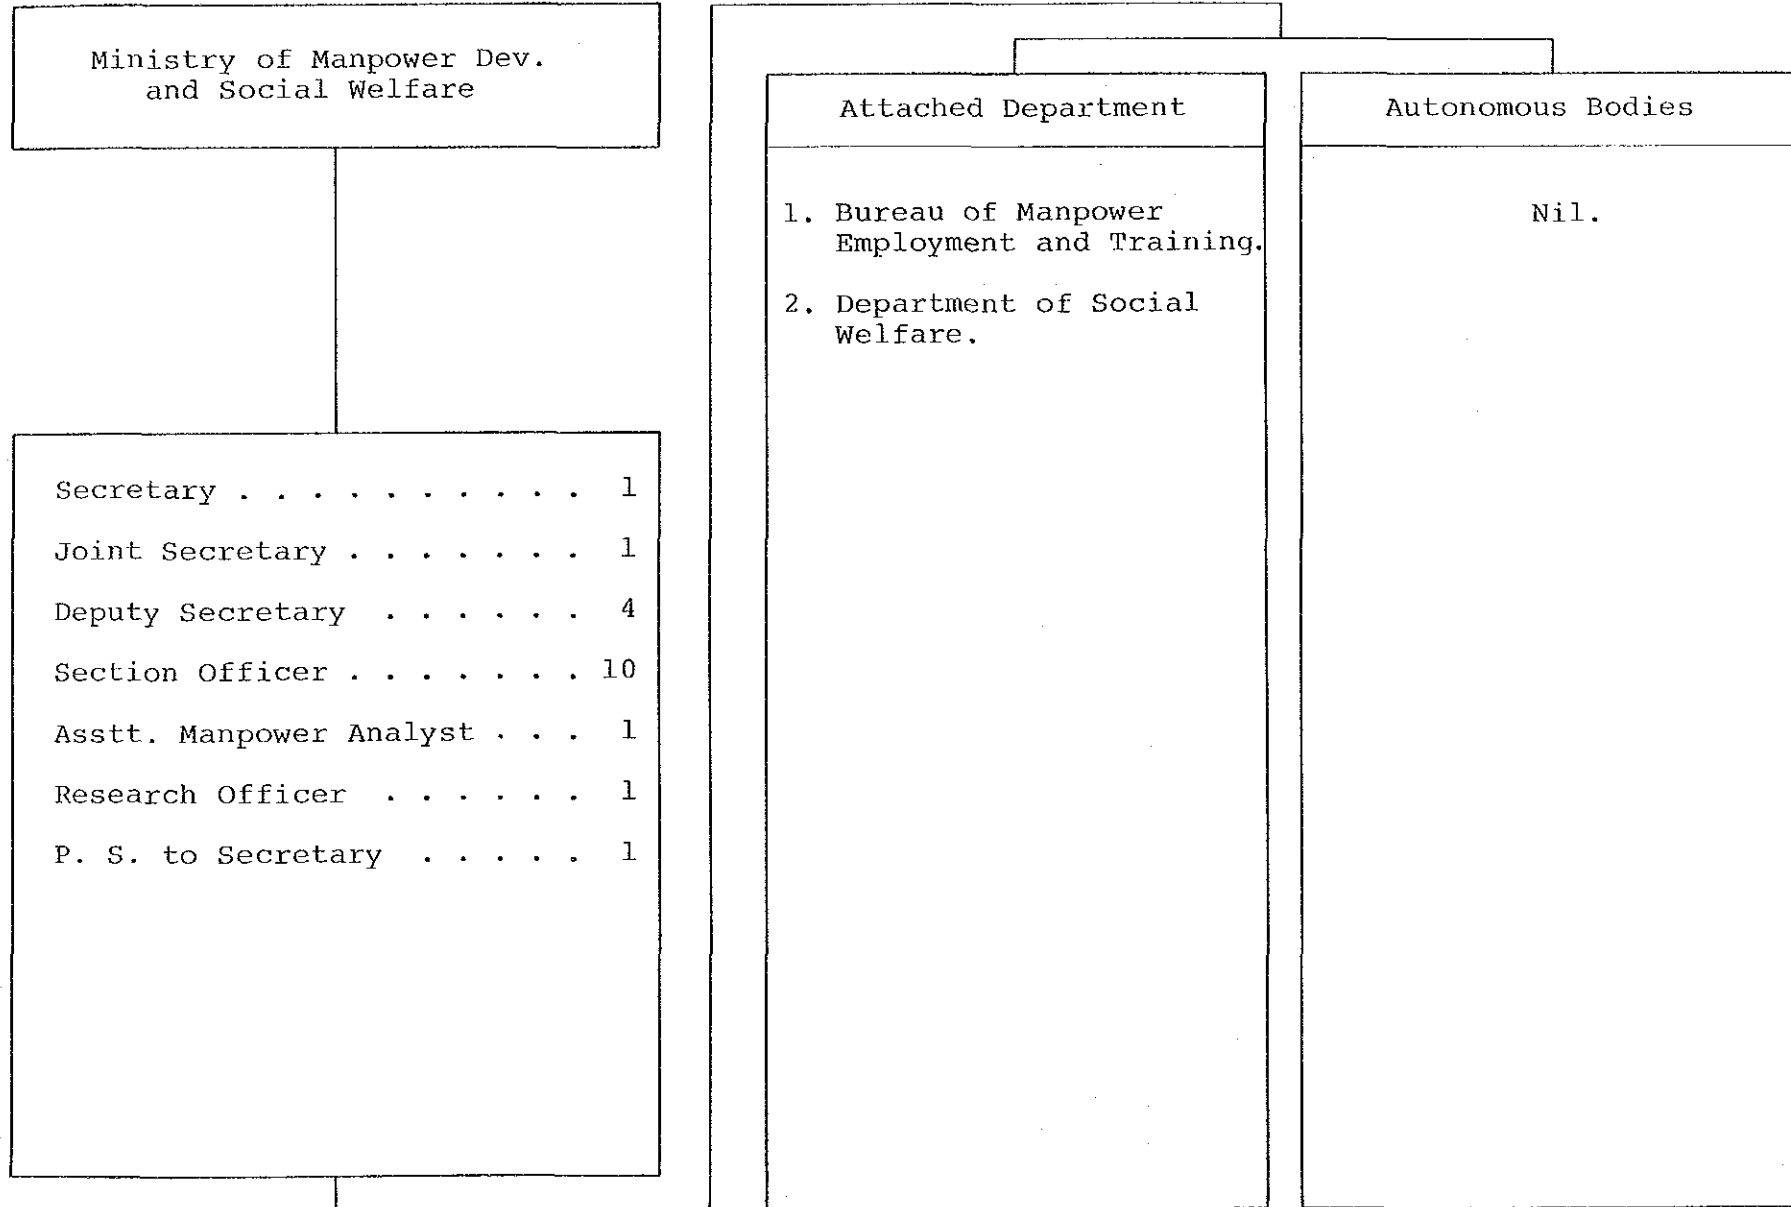 Ministry of Manpower Dev.
and Social Welfare
Secretary . . . . . . . . . . 1
Joint Secretary . . . . . . . 1
Deputy Secretary . . . . . . 4
Section Officer . . . . . . . 10
Asstt. Manpower Analyst . . . 1
Research Officer . . . . . . 1
P. S. to Secretary . . . . . 1
Attached Department
1. Bureau of Manpower
Employment and Training.
2. Department of Social
Welfare.
Autonomous Bodies
Nil.